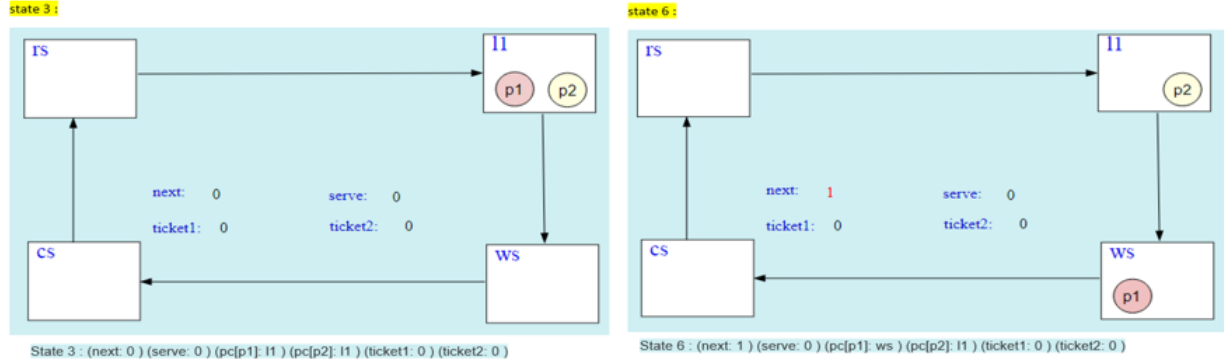 state 3 :
rs
l1
p1 p2
next: 0 serve: 0
ticket1: 0 ticket2: 0
cs
ws
State 3 : (next: 0 ) (serve: 0 ) (pc[p1]: l1 ) (pc[p2]: l1 ) (ticket1: 0 ) (ticket2: 0 )
state 6 :
rs
l1
p2
next: 1 serve: 0
ticket1: 0 ticket2: 0
cs
ws
p1
State 6 : (next: 1 ) (serve: 0 ) (pc[p1]: ws ) (pc[p2]: l1 ) (ticket1: 0 ) (ticket2: 0 )